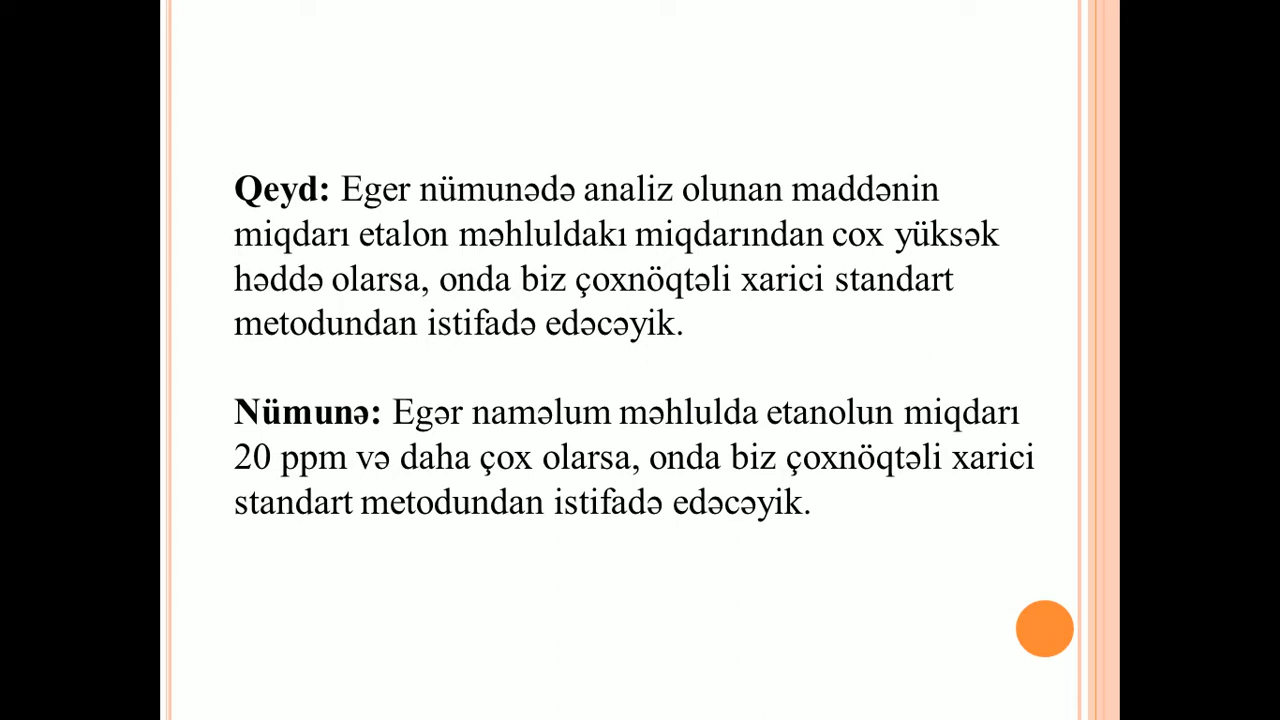 Qeyd: Eger nümunədə analiz olunan maddənin
miqdarı etalon məhluldakı miqdarından cox yüksək
həddə olarsa, onda biz çoxnöqtəli xarici standart
metodundan istifadə edəcəyik.
Nümunə: Egər naməlum məhlulda etanolun miqdarı
20 ppm və daha çox olarsa, onda biz çoxnöqtəli xarici
standart metodundan istifadə edəcəyik.